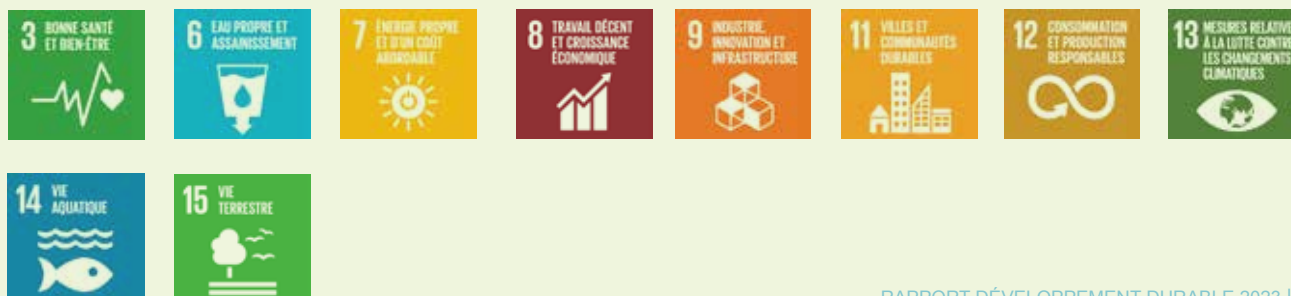 3 BONNE SANTÉ
ET BIEN-ÊTRE
6 EAU PROPRE ET
ASSAINISSEMENT
7 ÉNERGIE PROPRE
ET D'UN COÛT
ABORDABLE
8 TRAVAIL DÉCENT
ET CROISSANCE
ÉCONOMIQUE
9 INDUSTRIE,
INNOVATION ET
INFRASTRUCTURE
11 VILLES ET
COMMUNAUTÉS
DURABLES
12 CONSOMMATION
ET PRODUCTION
RESPONSABLES
13 MESURES RELATIVES
À LA LUTTE CONTRE
LES CHANGEMENTS
CLIMATIQUES
14 VIE
AQUATIQUE
15 VIE
TERRESTRE
RAPPORT DÉVELOPPEMENT DURABLE 2023 |